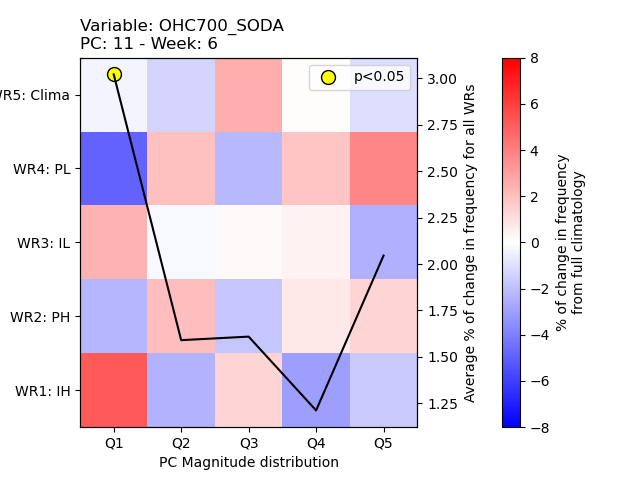 Variable: OHC700_SODA
PC: 11 - Week: 6
WR5: Clima
WR4: PL
WR3: IL
WR2: PH
WR1: IH
p<0.05
Q1 Q2 Q3 Q4 Q5
PC Magnitude distribution
3.00
2.75
2.50
2.25
2.00
1.75
1.50
1.25
Average % of change in frequency for all WRs
8
6
4
2
0
−2
−4
−6
−8
% of change in frequency
from full climatology